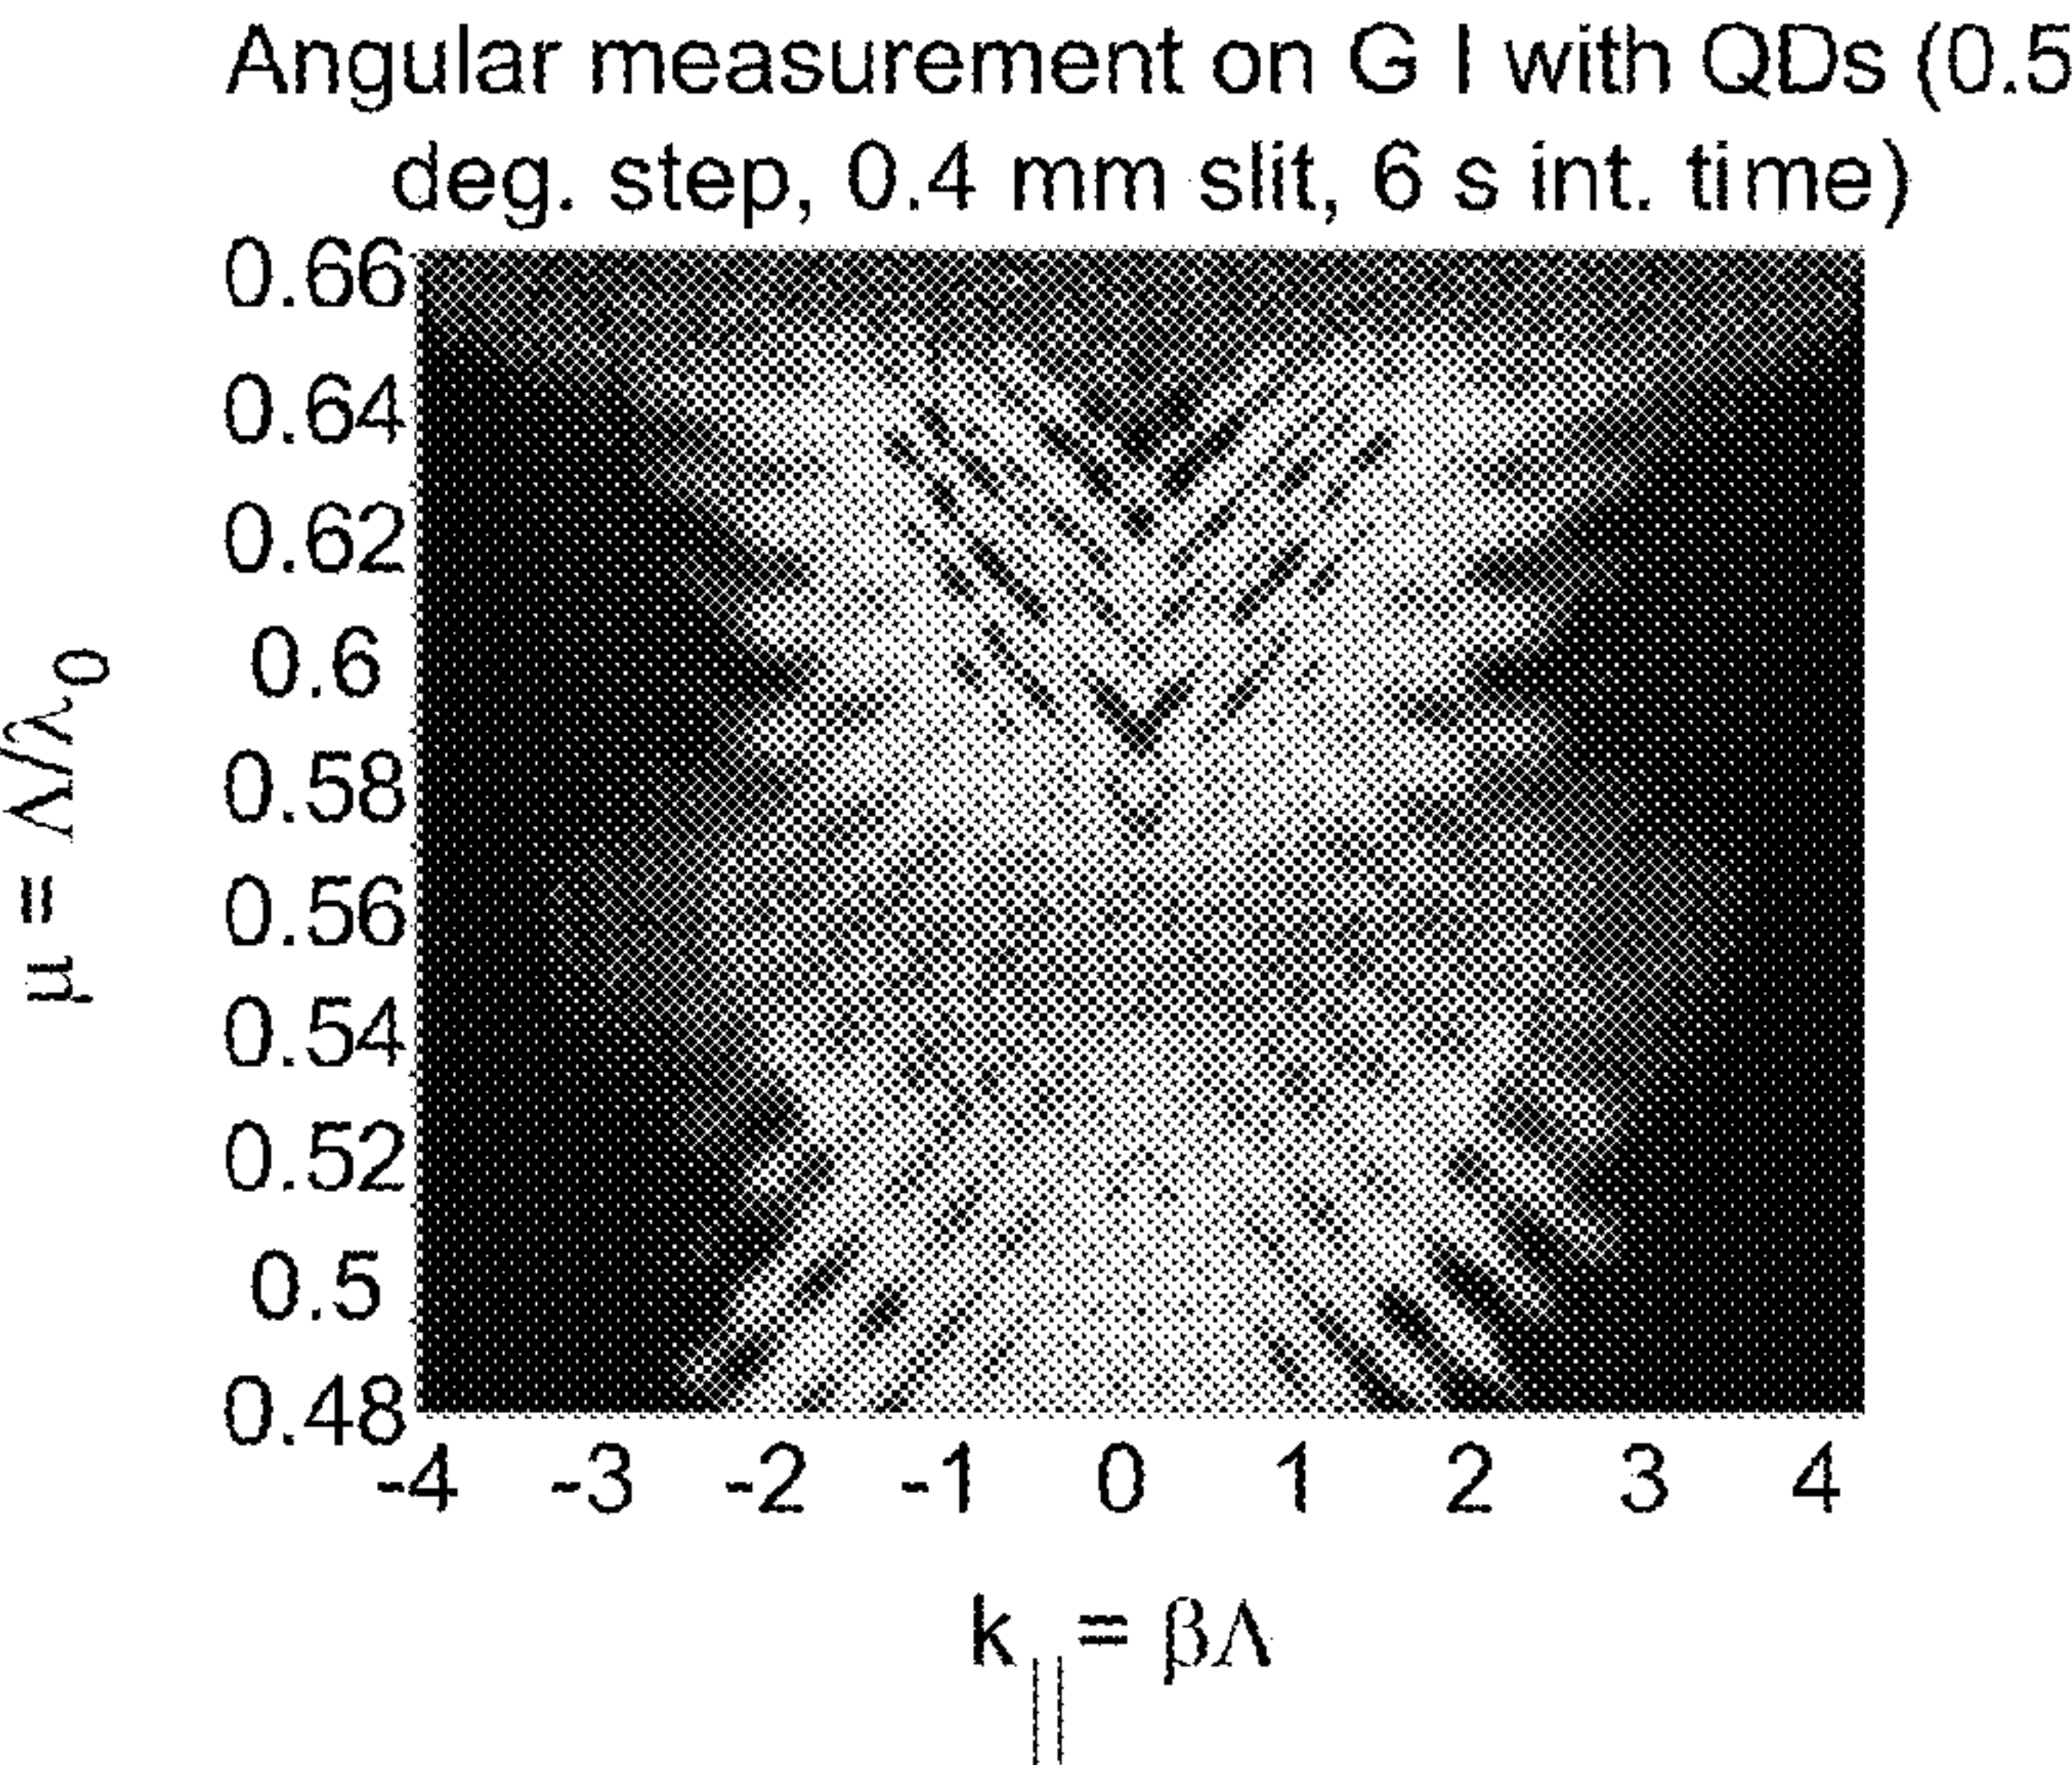 Angular measurement on G I with QDs (0.5
deg. step, 0.4 mm slit, 6 s int. time)
0.66
0.64
0.62
0.6
0.58
0.56
0.54
0.52
0.5
0.48
μ = Λ/λ0
-4 -3 -2 -1 0 1 2 3 4
k|| = βΛ